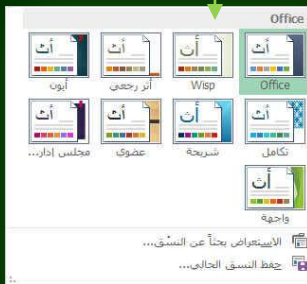 Office
أث أث أث أث
Office Wisp أثر رجعي أيون
أث أث أث أث
تكامل شريحة عضوي مجلس إدار...
أث
واجهة
الاستعراض بحثاً عن النسق...
حفظ النسق الحالي...